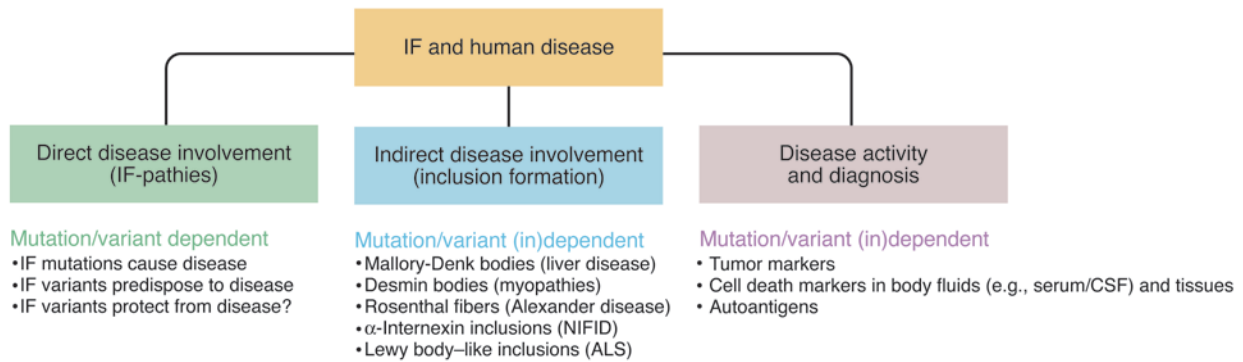 IF and human disease
Direct disease involvement
(IF-pathies)
Indirect disease involvement
(inclusion formation)
Disease activity
and diagnosis
Mutation/variant dependent
•IF mutations cause disease
•IF variants predispose to disease
•IF variants protect from disease?
Mutation/variant (in)dependent
•Mallory-Denk bodies (liver disease)
•Desmin bodies (myopathies)
•Rosenthal fibers (Alexander disease)
•α-Internexin inclusions (NIFID)
•Lewy body–like inclusions (ALS)
Mutation/variant (in)dependent
• Tumor markers
• Cell death markers in body fluids (e.g., serum/CSF) and tissues
• Autoantigens